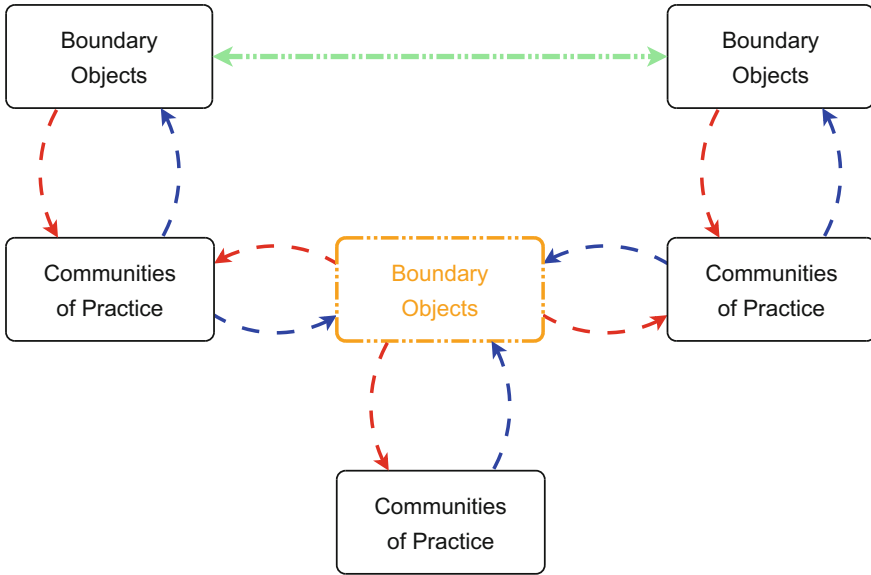 Boundary
Objects
Boundary
Objects
Communities
of Practice
Boundary
Objects
Communities
of Practice
Communities
of Practice